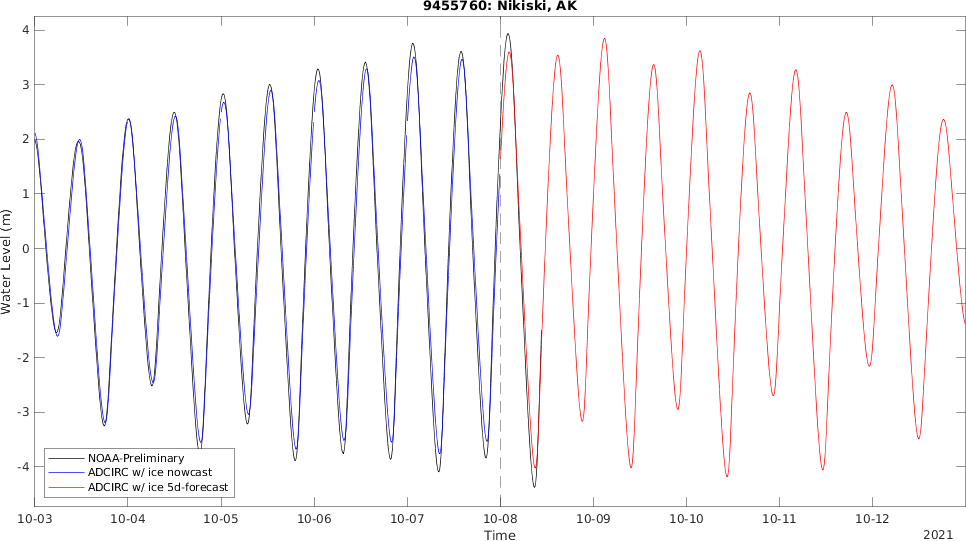 9455760: Nikiski, AK
4
3
2
1
0
-1
-2
-3
-4
Water Level (m)
NOAA-Preliminary
ADCIRC w/ ice nowcast
ADCIRC w/ ice 5d-forecast
10-03 10-04 10-05 10-06 10-07 10-08 10-09 10-10 10-11 10-12
Time
2021